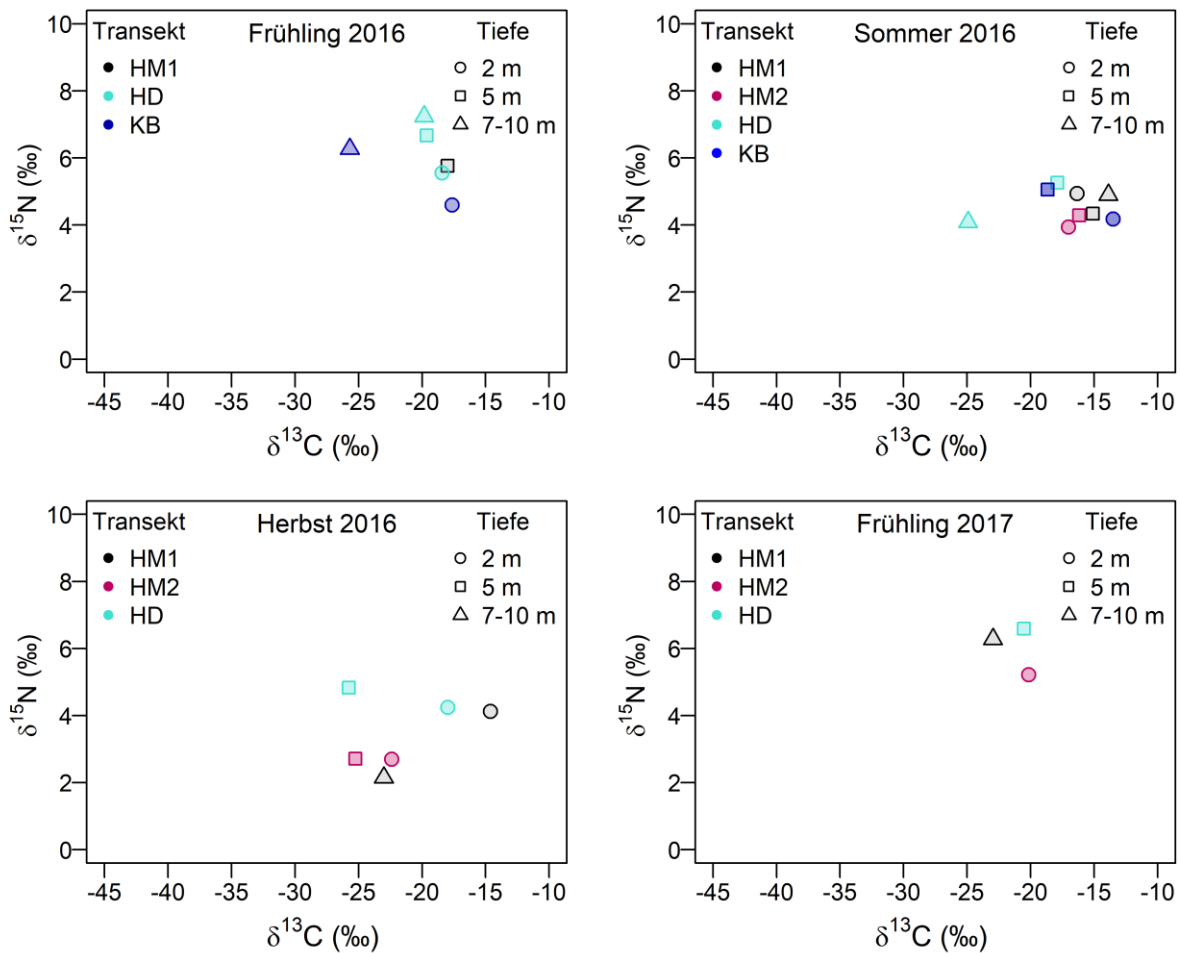 Transekt Frühling 2016 Tiefe
HM1 2 m
HD 5 m
KB 7-10 m
10
8
6
4
2
0
δ¹⁵N (‰)
-45 -40 -35 -30 -25 -20 -15 -10
δ¹³C (‰)
Transekt Sommer 2016 Tiefe
HM1 2 m
HM2 5 m
HD 7-10 m
KB
10
8
6
4
2
0
δ¹⁵N (‰)
-45 -40 -35 -30 -25 -20 -15 -10
δ¹³C (‰)
Transekt Herbst 2016 Tiefe
HM1 2 m
HM2 5 m
HD 7-10 m
10
8
6
4
2
0
δ¹⁵N (‰)
-45 -40 -35 -30 -25 -20 -15 -10
δ¹³C (‰)
Transekt Frühling 2017 Tiefe
HM1 2 m
HM2 5 m
HD 7-10 m
10
8
6
4
2
0
δ¹⁵N (‰)
-45 -40 -35 -30 -25 -20 -15 -10
δ¹³C (‰)